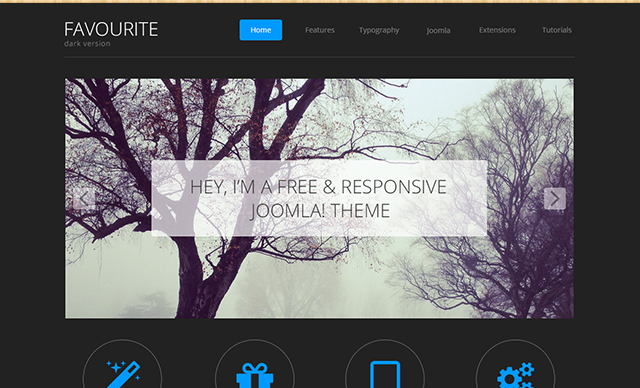 FAVOURITE
dark version
Home Features Typography Joomla Extensions Tutorials
HEY, I'M A FREE & RESPONSIVE
JOOMLA! THEME